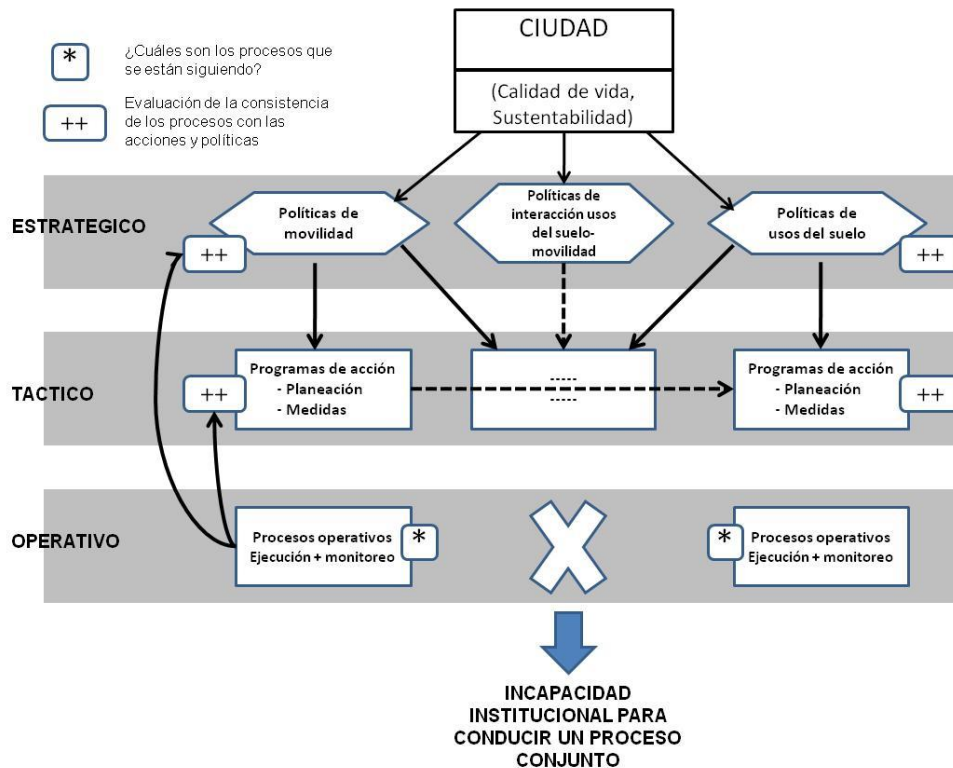 CIUDAD
(Calidad de vida,
Sustentabilidad)
*
¿Cuáles son los procesos que
se están siguiendo?
++
Evaluación de la consistencia
de los procesos con las
acciones y políticas
ESTRATEGICO
Políticas de
movilidad
++
Políticas de
interacción usos
del suelo-
movilidad
Políticas de
usos del suelo
++
TACTICO
++
Programas de acción
- Planeación
- Medidas
-----
-----
Programas de acción
- Planeación
- Medidas
++
OPERATIVO
Procesos operativos
Ejecución + monitoreo
*
*
Procesos operativos
Ejecución + monitoreo
INCAPACIDAD
INSTITUCIONAL PARA
CONDUCIR UN PROCESO
CONJUNTO